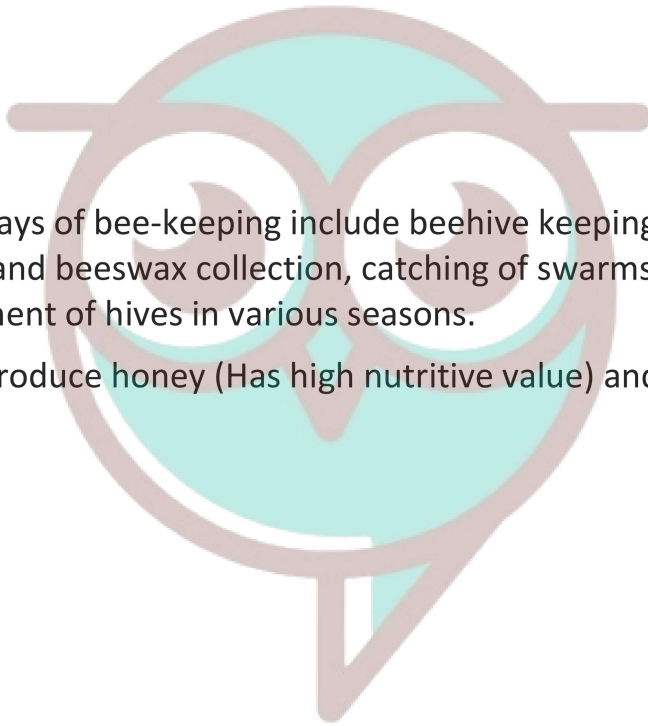 ays of bee-keeping include beehive keeping
and beeswax collection, catching of swarms
ent of hives in various seasons.
roduce honey (Has high nutritive value) and